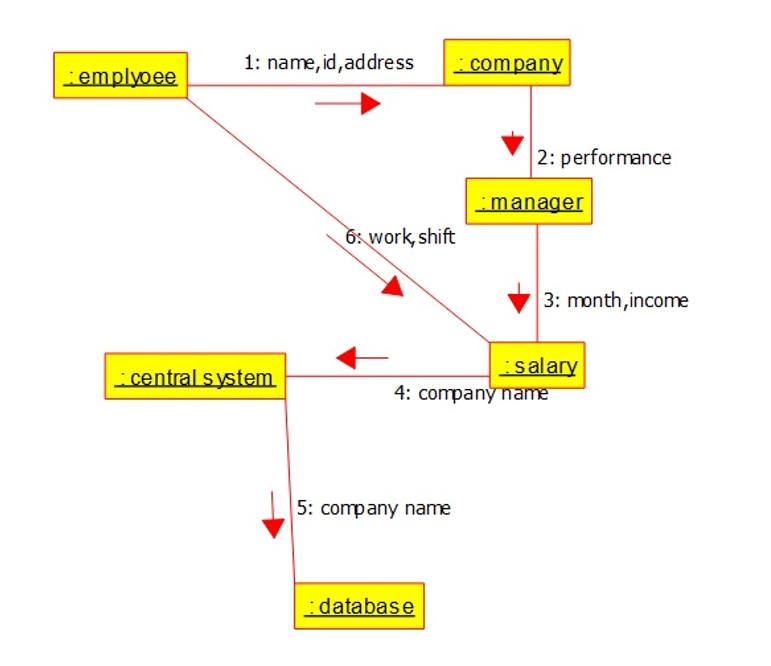 1: name,id,address
:company
:emplyoee
2: performance
:manager
6: work,shift
3: month,income
:salary
:central system
4: company name
5: company name
:database